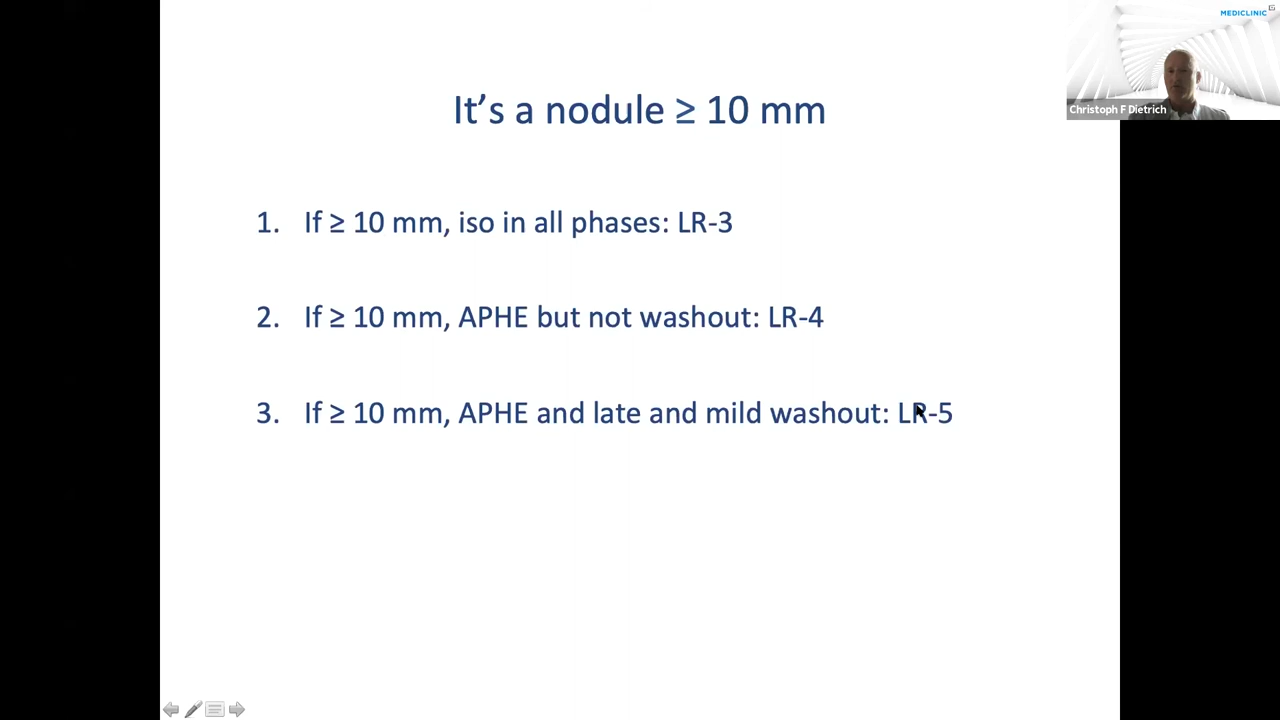 MEDICLINIC
Christoph F Dietrich
It’s a nodule ≥ 10 mm
1. If ≥ 10 mm, iso in all phases: LR-3
2. If ≥ 10 mm, APHE but not washout: LR-4
3. If ≥ 10 mm, APHE and late and mild washout: LR-5